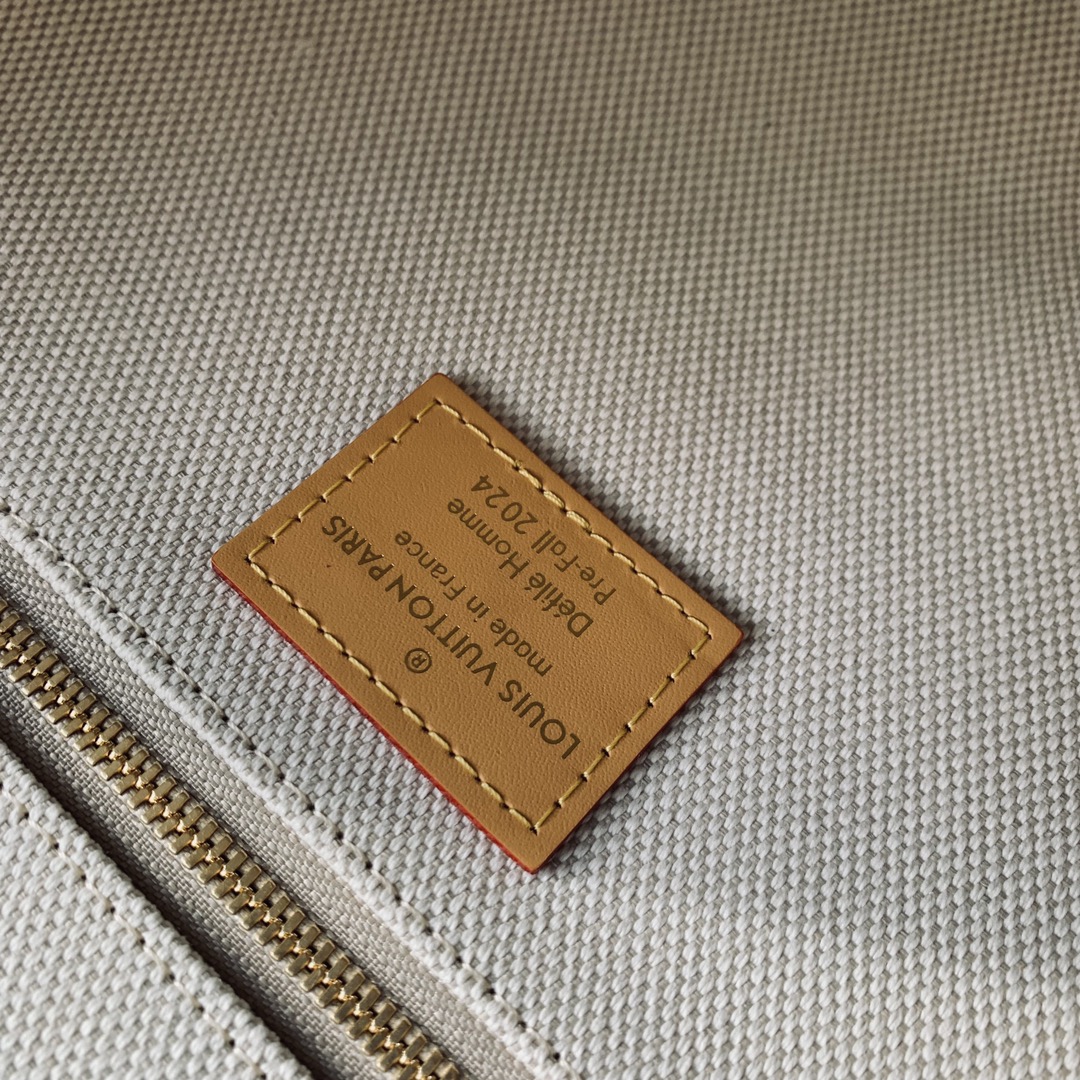 ®
LOUIS VUITTON PARIS
made in France
Défilé Homme
Pre-Fall 2024